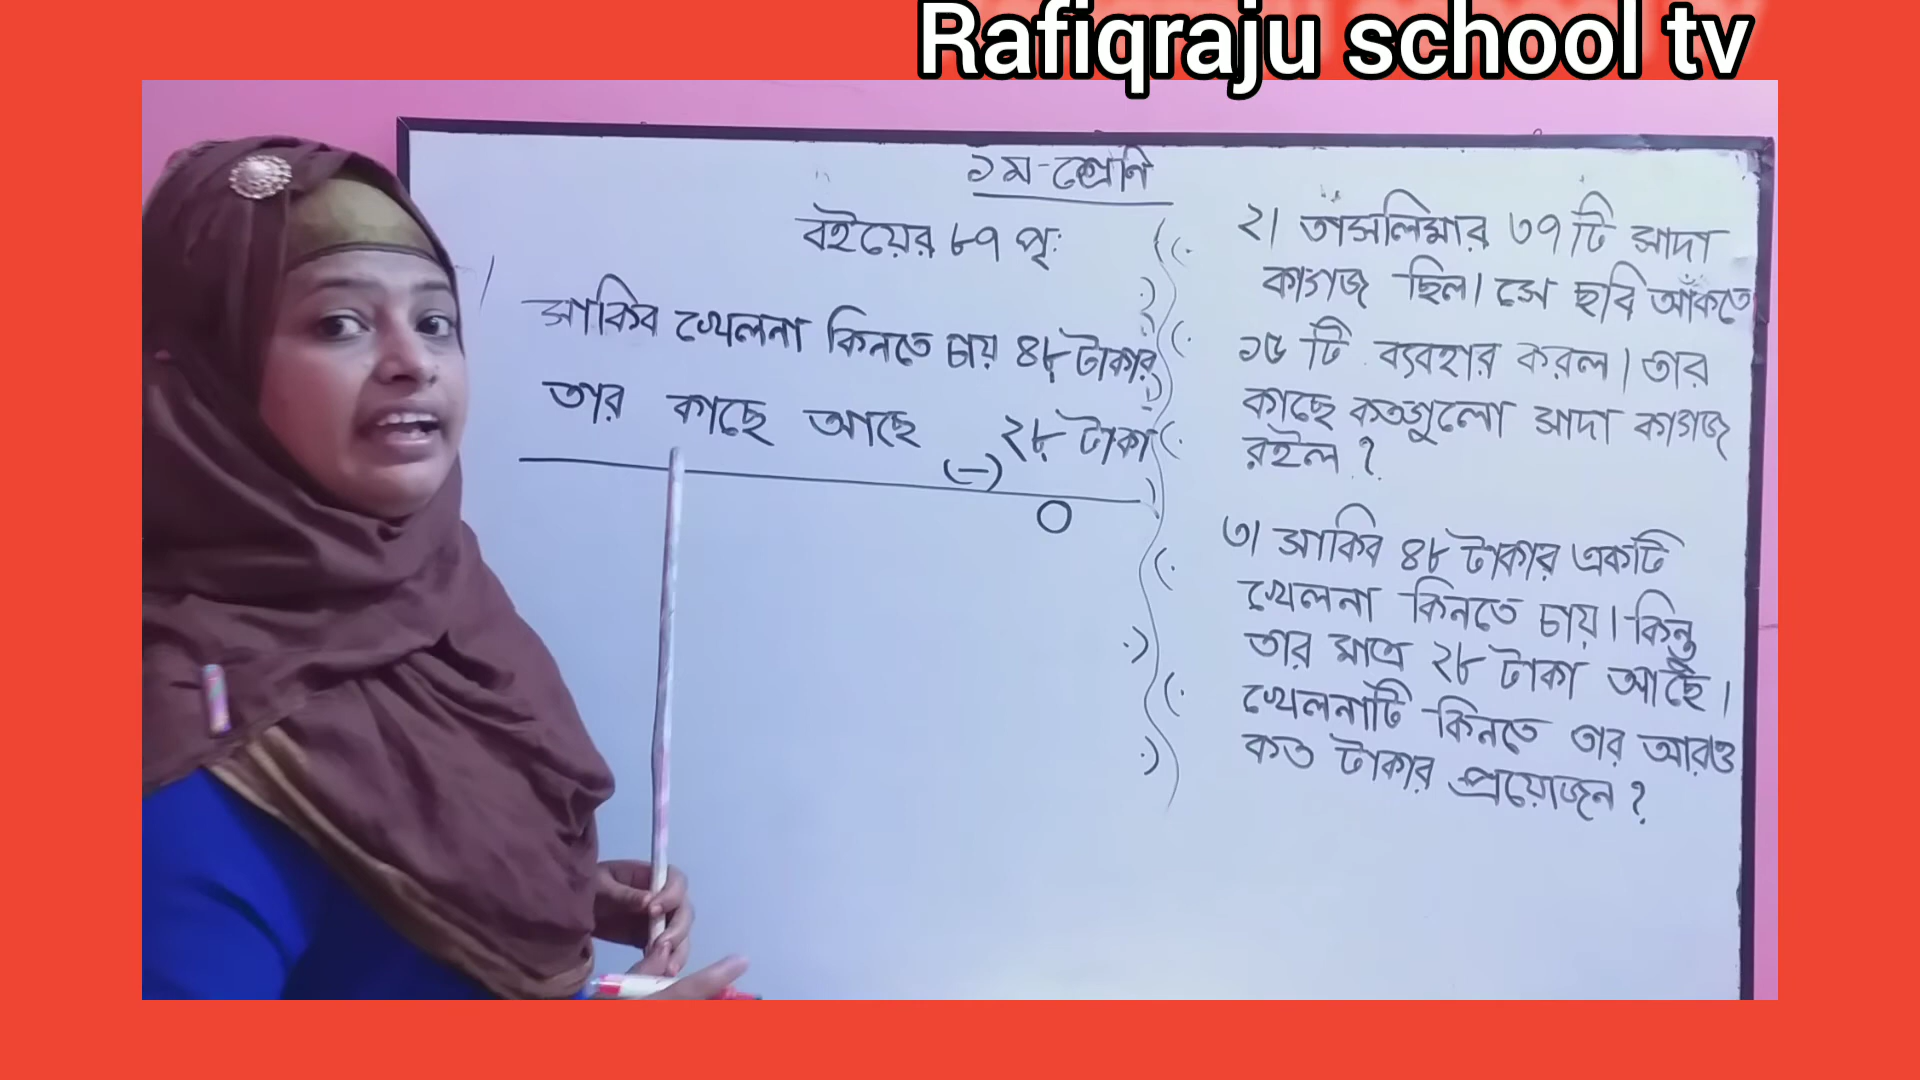 Rafiqraju school tv
১ম-শ্রেণি
বইয়ের ৮৭ পৃ:
সাকিব খেলনা কিনতে চায় ৪৮ টাকার
তার কাছে আছে ২৮ টাকা
(-)
০
২। তাসলিমার ৩৭ টি সাদা
কাগজ ছিল। সে ছবি আঁকতে
১৫ টি ব্যবহার করল। তার
কাছে কতগুলো সাদা কাগজ
রইল ?
৩। সাকিব ৪৮ টাকার একটি
খেলনা কিনতে চায়। কিন্তু
তার মাত্র ২৮ টাকা আছে।
খেলনাটি কিনতে তার আরও
কত টাকার প্রয়োজন ?